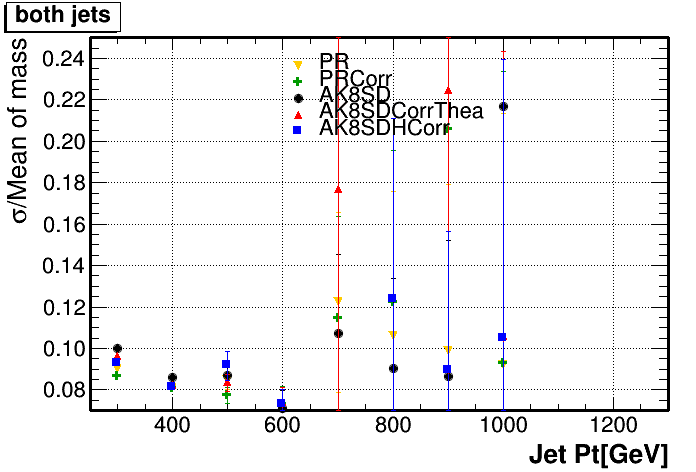 both jets
σ/Mean of mass
0.24
0.22
0.20
0.18
0.16
0.14
0.12
0.10
0.08
PR
PRCorr
AK8SD
AK8SDCorrThea
AK8SDHCorr
400 600 800 1000 1200
Jet Pt[GeV]